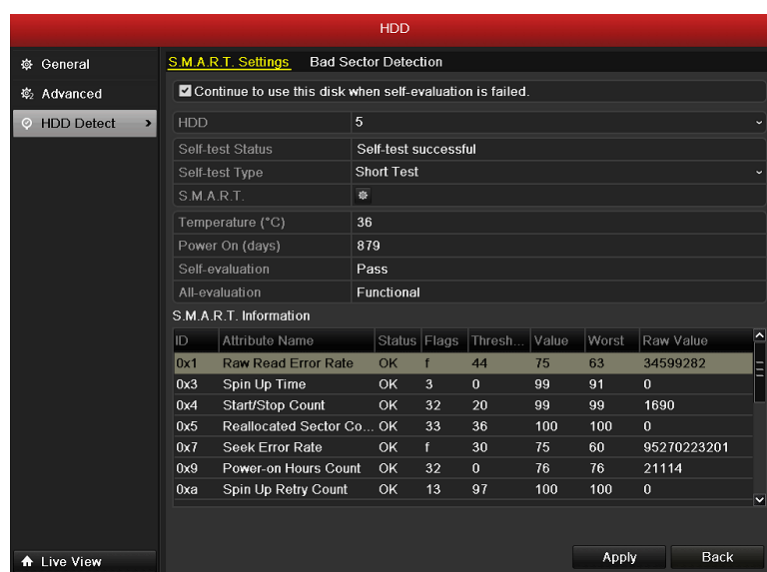 HDD
General
Advanced
HDD Detect
Live View
S.M.A.R.T. Settings Bad Sector Detection
Continue to use this disk when self-evaluation is failed.
HDD 5
Self-test Status Self-test successful
Self-test Type Short Test
S.M.A.R.T.
Temperature (°C) 36
Power On (days) 879
Self-evaluation Pass
All-evaluation Functional
S.M.A.R.T. Information
ID Attribute Name Status Flags Thresh... Value Worst Raw Value
0x1 Raw Read Error Rate OK f 44 75 63 34599282
0x3 Spin Up Time OK 3 0 99 91 0
0x4 Start/Stop Count OK 32 20 99 99 1690
0x5 Reallocated Sector Co... OK 33 36 100 100 0
0x7 Seek Error Rate OK f 30 75 60 95270223201
0x9 Power-on Hours Count OK 32 0 76 76 21114
0xa Spin Up Retry Count OK 13 97 100 100 0
Apply Back